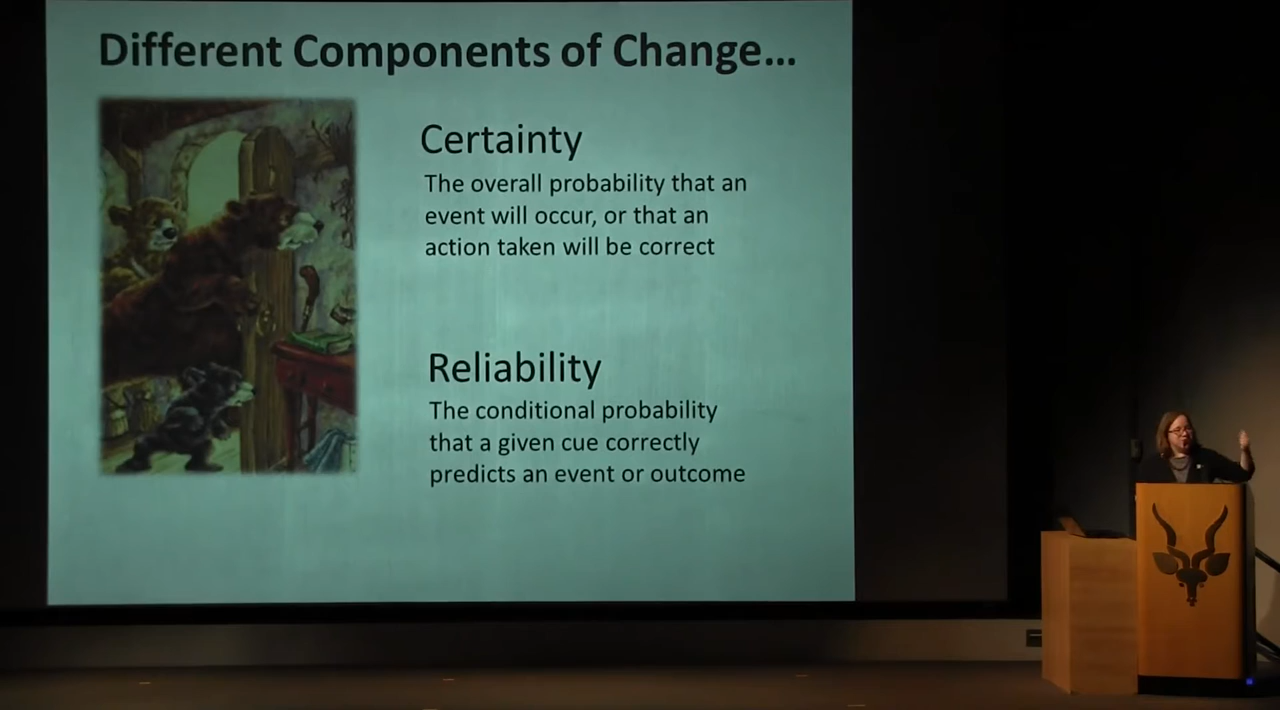 Different Components of Change...
Certainty
The overall probability that an
event will occur, or that an
action taken will be correct
Reliability
The conditional probability
that a given cue correctly
predicts an event or outcome